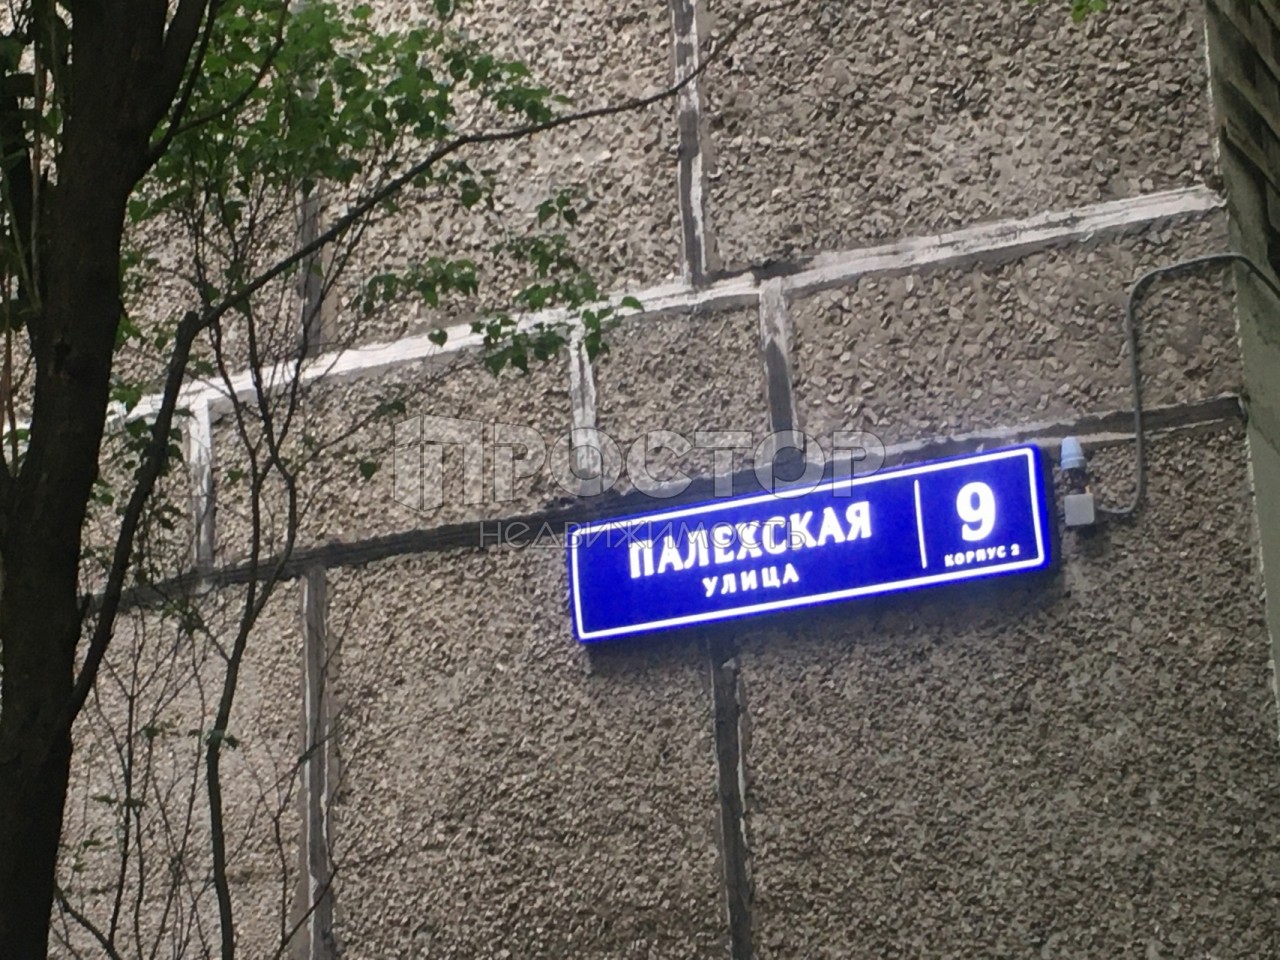 ПРОСТОР
НЕДВИЖИМОСТЬ
ПАЛЕХСКАЯ
УЛИЦА
9
КОРПУС 2